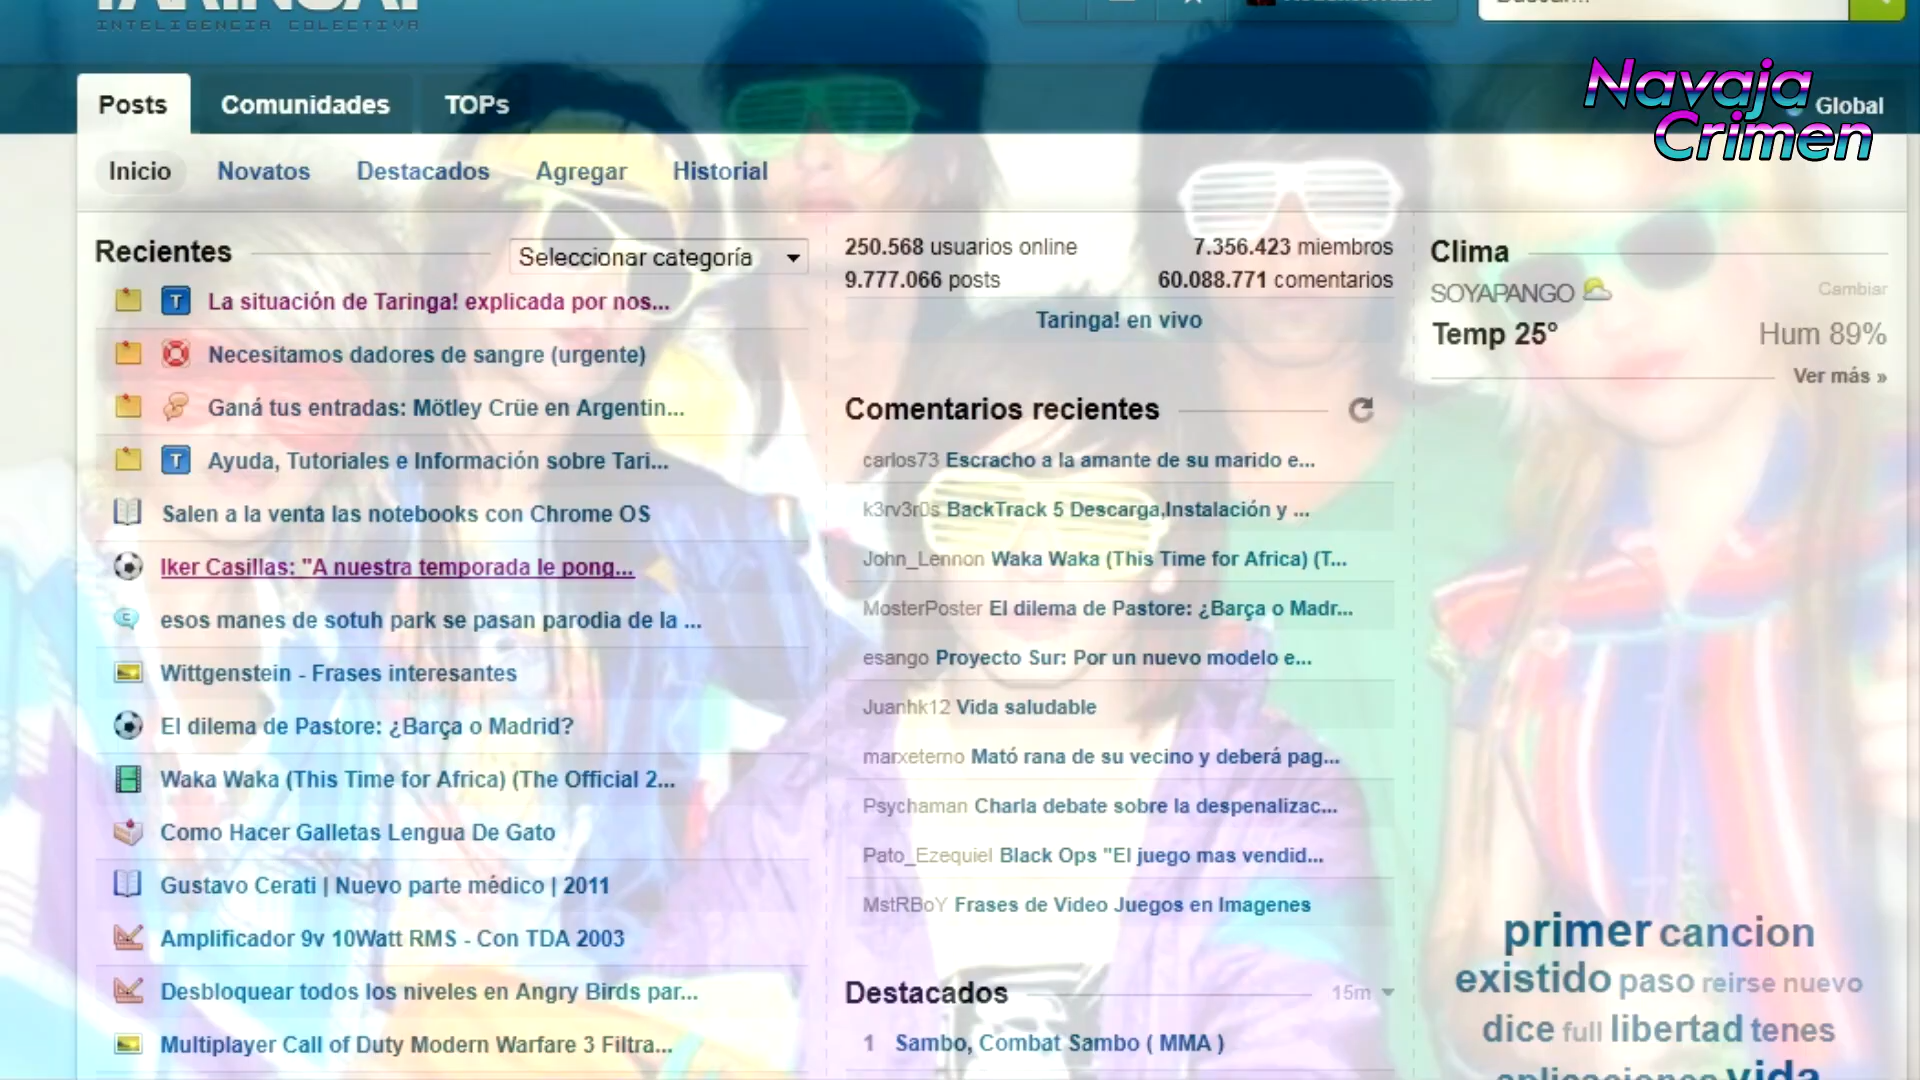 TARINGA!
INTELIGENCIA COLECTIVA
Navaja
Crimen
Posts Comunidades TOPs Global
Inicio Novatos Destacados Agregar Historial
Recientes
Seleccionar categoría
La situación de Taringa! explicada por nos...
Necesitamos dadores de sangre (urgente)
Ganá tus entradas: Mötley Crüe en Argentin...
Ayuda, Tutoriales e Información sobre Tari...
Salen a la venta las notebooks con Chrome OS
Iker Casillas: "A nuestra temporada le pong...
esos manes de sotuh park se pasan parodia de la ...
Wittgenstein - Frases interesantes
El dilema de Pastore: ¿Barça o Madrid?
Waka Waka (This Time for Africa) (The Official 2...
Como Hacer Galletas Lengua De Gato
Gustavo Cerati | Nuevo parte médico | 2011
Amplificador 9v 10Watt RMS - Con TDA 2003
Desbloquear todos los niveles en Angry Birds par...
Multiplayer Call of Duty Modern Warfare 3 Filtra...
250.568 usuarios online 7.356.423 miembros
9.777.066 posts 60.088.771 comentarios
Taringa! en vivo
Comentarios recientes
carlos73 Escracho a la amante de su marido e...
k3rv3r0s BackTrack 5 Descarga,Instalación y ...
John_Lennon Waka Waka (This Time for Africa) (T...
MosterPoster El dilema de Pastore: ¿Barça o Madr...
esango Proyecto Sur: Por un nuevo modelo e...
Juanhk12 Vida saludable
marxeterno Mató rana de su vecino y deberá pag...
Psychaman Charla debate sobre la despenalizac...
Pato_Ezequiel Black Ops "El juego mas vendid...
MstRBoY Frases de Video Juegos en Imagenes
Destacados 15m
1 Sambo, Combat Sambo ( MMA )
Clima
SOYAPANGO Cambiar
Temp 25° Hum 89%
Ver más »
primer cancion
existido paso reirse nuevo
dice full libertad tenes
aplicaciones vida